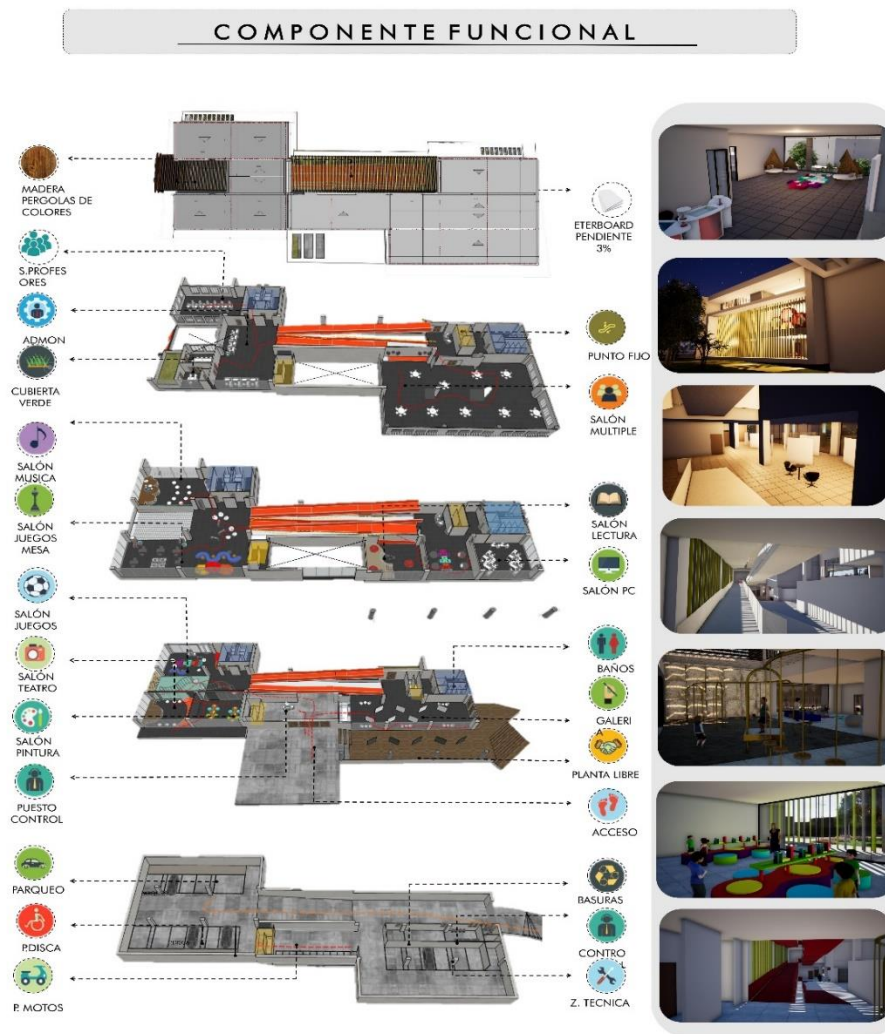 COMPONENTE FUNCIONAL
MADERA
PERGOLAS DE
COLORES
S.PROFES
ORES
ADMON
CUBIERTA
VERDE
SALÓN
MUSICA
SALÓN
JUEGOS
MESA
SALÓN
JUEGOS
SALÓN
TEATRO
SALÓN
PINTURA
PUESTO
CONTROL
PARQUEO
P.DISCA
P. MOTOS
ETERBOARD
PENDIENTE
3%
PUNTO FIJO
SALÓN
MULTIPLE
SALÓN
LECTURA
SALÓN PC
BAÑOS
GALERI
A
PLANTA LIBRE
ACCESO
BASURAS
CONTRO
L
Z. TECNICA